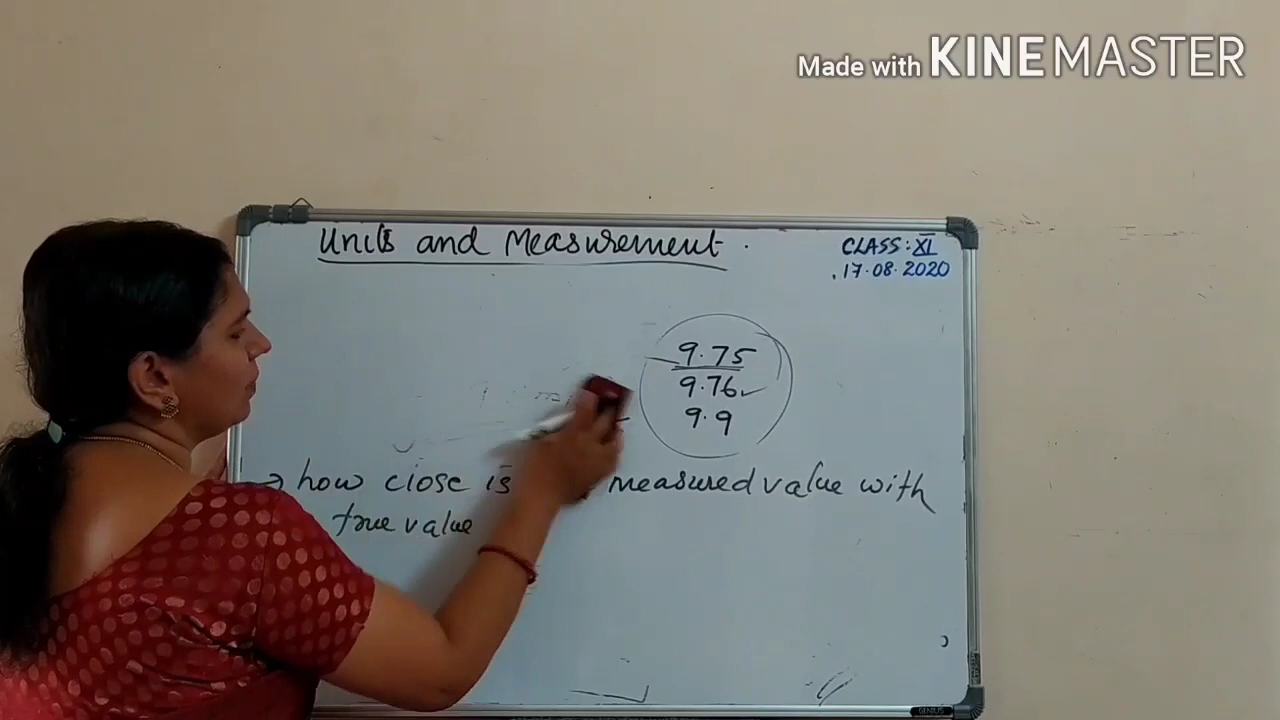 Made with KINEMASTER
Units and Measurement.
CLASS: XI
17.08.2020
9.75
9.76
9.9
→ how close is measured value with
true value
GENIUS